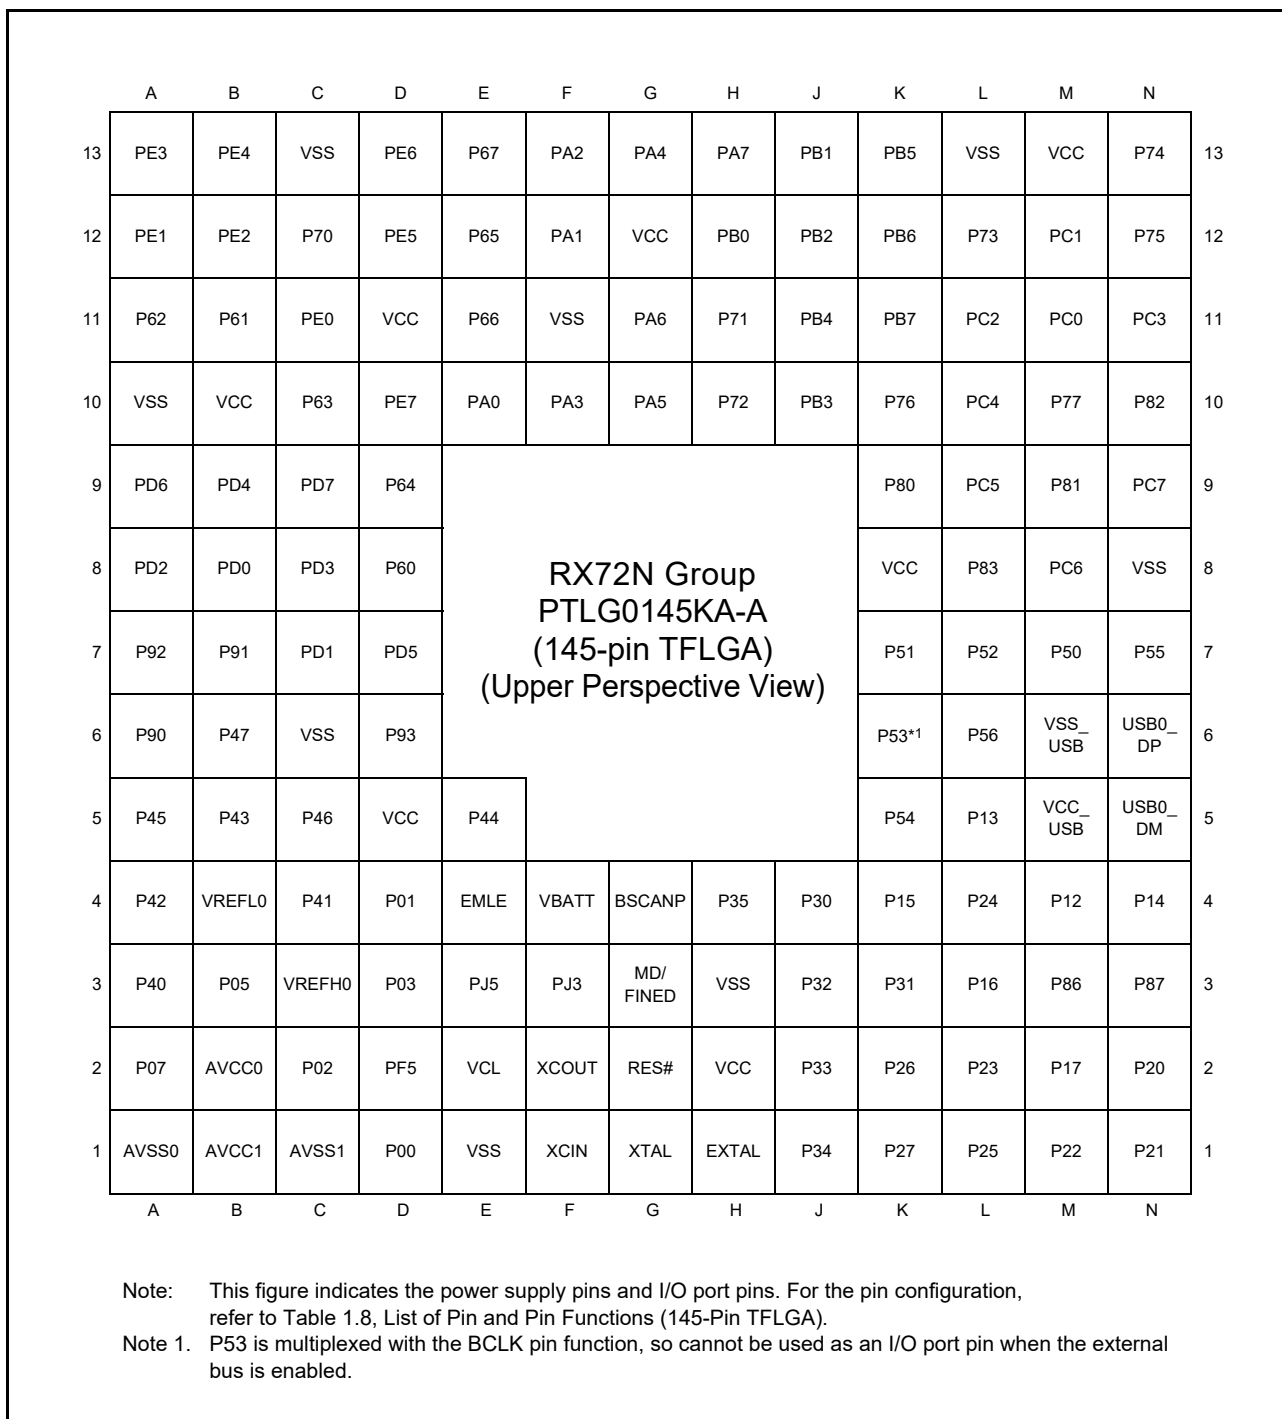 A B C D E F G H J K L M N
13 PE3 PE4 VSS PE6 P67 PA2 PA4 PA7 PB1 PB5 VSS VCC P74 13
12 PE1 PE2 P70 PE5 P65 PA1 VCC PB0 PB2 PB6 P73 PC1 P75 12
11 P62 P61 PE0 VCC P66 VSS PA6 P71 PB4 PB7 PC2 PC0 PC3 11
10 VSS VCC P63 PE7 PA0 PA3 PA5 P72 PB3 P76 PC4 P77 P82 10
9 PD6 PD4 PD7 P64 P80 PC5 P81 PC7 9
8 PD2 PD0 PD3 P60 VCC P83 PC6 VSS 8
RX72N Group
PTLG0145KA-A
(145-pin TFLGA)
(Upper Perspective View)
7 P92 P91 PD1 PD5 P51 P52 P50 P55 7
6 P90 P47 VSS P93 P53*1 P56 VSS_ USB USB0_ DP 6
5 P45 P43 P46 VCC P44 P54 P13 VCC_ USB USB0_ DM 5
4 P42 VREFL0 P41 P01 EMLE VBATT BSCANP P35 P30 P15 P24 P12 P14 4
3 P40 P05 VREFH0 P03 PJ5 PJ3 MD/ FINED VSS P32 P31 P16 P86 P87 3
2 P07 AVCC0 P02 PF5 VCL XCOUT RES# VCC P33 P26 P23 P17 P20 2
1 AVSS0 AVCC1 AVSS1 P00 VSS XCIN XTAL EXTAL P34 P27 P25 P22 P21 1
A B C D E F G H J K L M N
Note: This figure indicates the power supply pins and I/O port pins. For the pin configuration,
refer to Table 1.8, List of Pin and Pin Functions (145-Pin TFLGA).
Note 1. P53 is multiplexed with the BCLK pin function, so cannot be used as an I/O port pin when the external
bus is enabled.